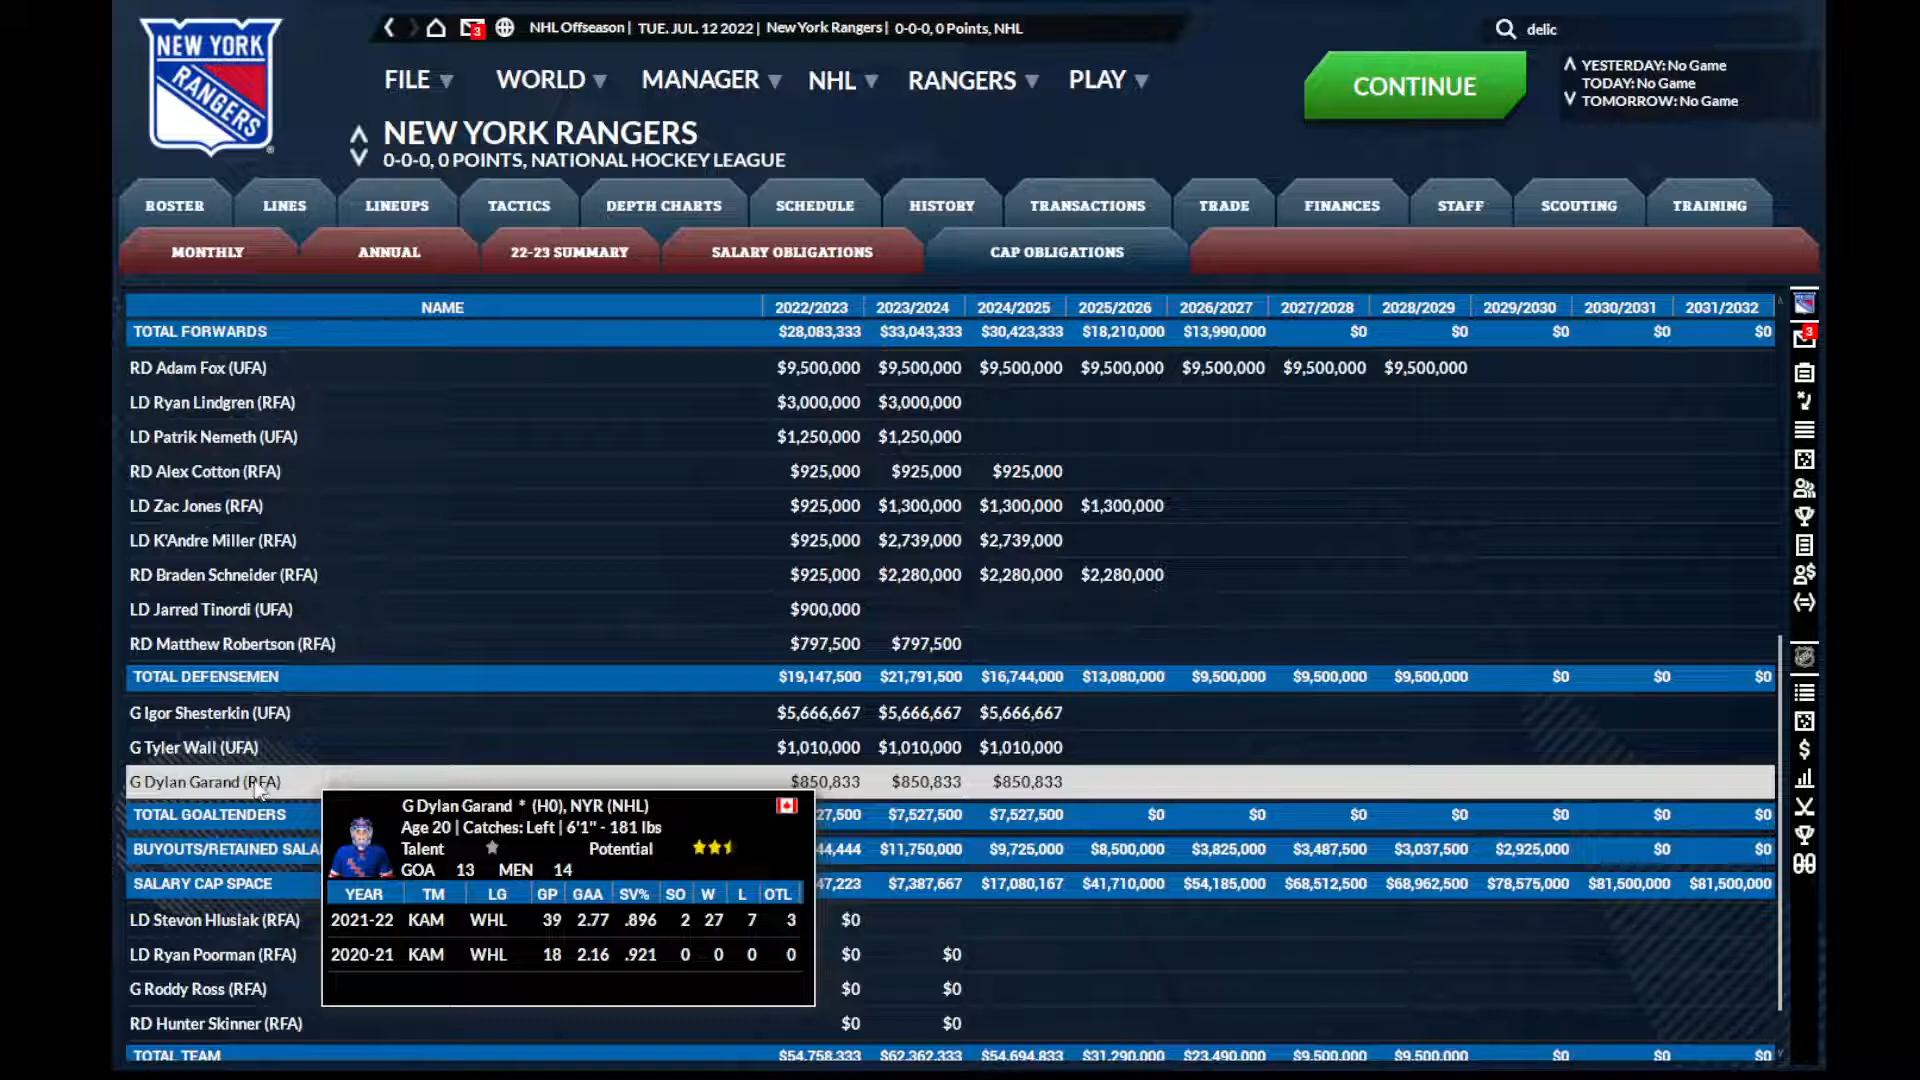 NEW YORK
RANGERS
NHL Offseason | TUE. JUL. 12 2022 | New York Rangers | 0-0-0, 0 Points, NHL
3
delic
FILE WORLD MANAGER NHL RANGERS PLAY
CONTINUE
YESTERDAY: No Game
TODAY: No Game
TOMORROW: No Game
NEW YORK RANGERS
0-0-0, 0 POINTS, NATIONAL HOCKEY LEAGUE
ROSTER LINES LINEUPS TACTICS DEPTH CHARTS SCHEDULE HISTORY TRANSACTIONS TRADE FINANCES STAFF SCOUTING TRAINING
MONTHLY ANNUAL 22-23 SUMMARY SALARY OBLIGATIONS CAP OBLIGATIONS
NAME 2022/2023 2023/2024 2024/2025 2025/2026 2026/2027 2027/2028 2028/2029 2029/2030 2030/2031 2031/2032
TOTAL FORWARDS $28,083,333 $33,043,333 $30,423,333 $18,210,000 $13,990,000 $0 $0 $0 $0 $0
3
RD Adam Fox (UFA) $9,500,000 $9,500,000 $9,500,000 $9,500,000 $9,500,000 $9,500,000 $9,500,000
LD Ryan Lindgren (RFA) $3,000,000 $3,000,000
LD Patrik Nemeth (UFA) $1,250,000 $1,250,000
RD Alex Cotton (RFA) $925,000 $925,000 $925,000
LD Zac Jones (RFA) $925,000 $1,300,000 $1,300,000 $1,300,000
LD K'Andre Miller (RFA) $925,000 $2,739,000 $2,739,000
RD Braden Schneider (RFA) $925,000 $2,280,000 $2,280,000 $2,280,000
LD Jarred Tinordi (UFA) $900,000
RD Matthew Robertson (RFA) $797,500 $797,500
TOTAL DEFENSEMEN $19,147,500 $21,791,500 $16,744,000 $13,080,000 $9,500,000 $9,500,000 $9,500,000 $0 $0 $0
G Igor Shesterkin (UFA) $5,666,667 $5,666,667 $5,666,667
G Tyler Wall (UFA) $1,010,000 $1,010,000 $1,010,000
G Dylan Garand (RFA) $850,833 $850,833 $850,833
TOTAL GOALTENDERS 27,500 $7,527,500 $7,527,500 $0 $0 $0 $0 $0 $0 $0
BUYOUTS/RETAINED SALA 44,444 $11,750,000 $9,725,000 $8,500,000 $3,825,000 $3,487,500 $3,037,500 $2,925,000 $0 $0
SALARY CAP SPACE 47,223 $7,387,667 $17,080,167 $41,710,000 $54,185,000 $68,512,500 $68,962,500 $78,575,000 $81,500,000 $81,500,000
LD Stevon Hlusiak (RFA) $0
LD Ryan Poorman (RFA) $0 $0
G Roddy Ross (RFA) $0 $0
RD Hunter Skinner (RFA) $0 $0
TOTAL TEAM $54,758,333 $62,362,333 $54,694,833 $31,290,000 $23,490,000 $9,500,000 $9,500,000 $0 $0 $0
G Dylan Garand * (H0), NYR (NHL)
Age 20 | Catches: Left | 6'1" - 181 lbs
Talent Potential
GOA 13 MEN 14
YEAR TM LG GP GAA SV% SO W L OTL
2021-22 KAM WHL 39 2.77 .896 2 27 7 3
2020-21 KAM WHL 18 2.16 .921 0 0 0 0